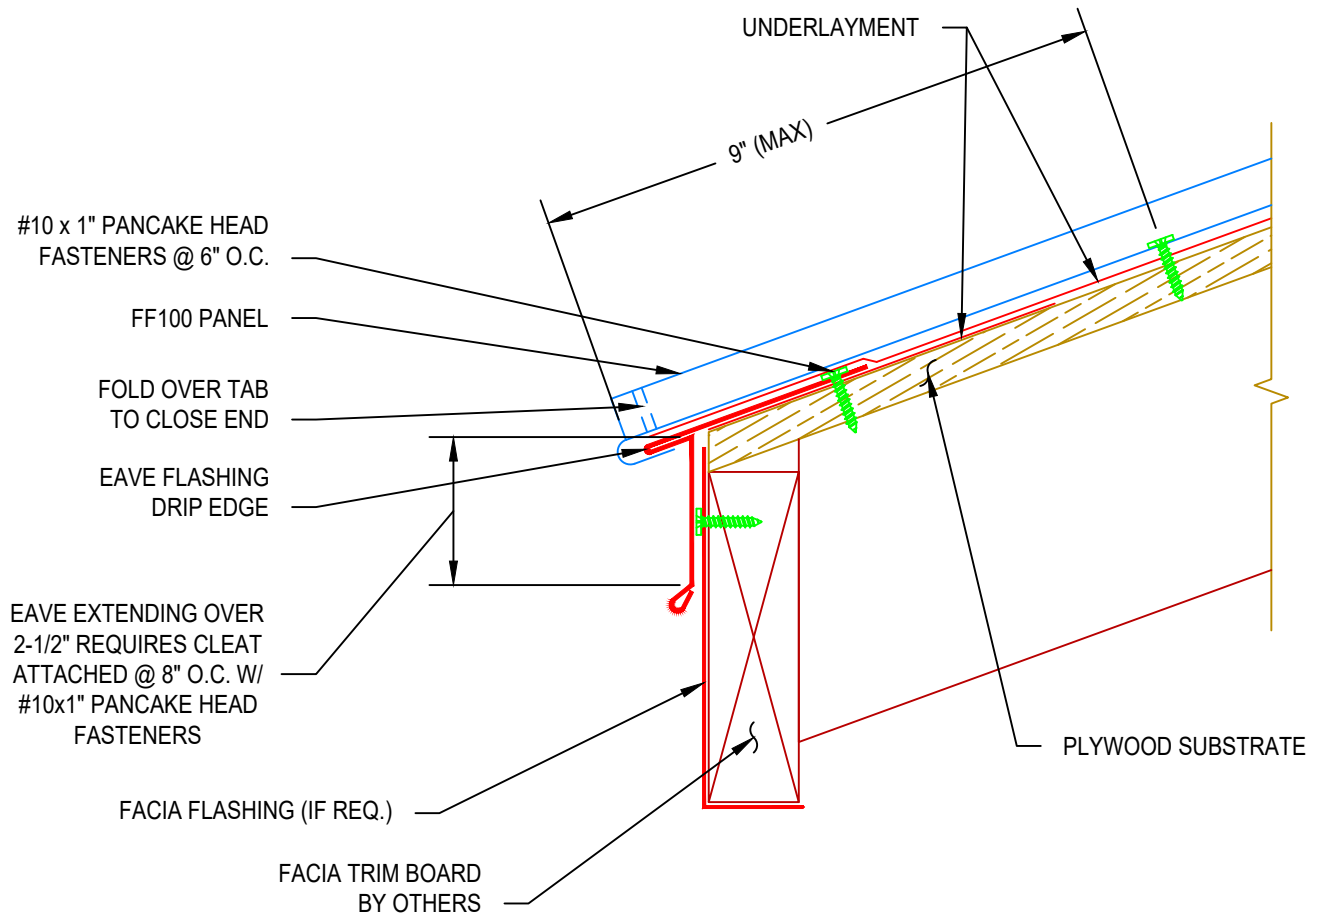 UNDERLAYMENT
9" (MAX)
#10 x 1" PANCAKE HEAD
FASTENERS @ 6" O.C.
FF100 PANEL
FOLD OVER TAB
TO CLOSE END
EAVE FLASHING
DRIP EDGE
EAVE EXTENDING OVER
2-1/2" REQUIRES CLEAT
ATTACHED @ 8" O.C. W/
#10x1" PANCAKE HEAD
FASTENERS
PLYWOOD SUBSTRATE
FACIA FLASHING (IF REQ.)
FACIA TRIM BOARD
BY OTHERS